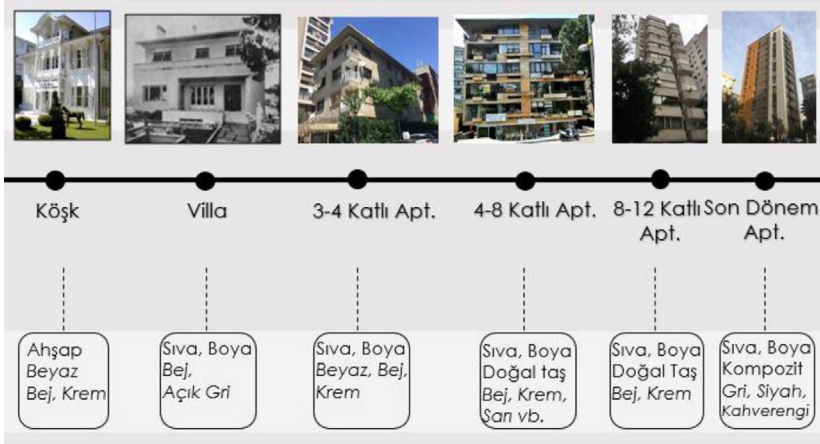 Köşk
Villa
3-4 Katlı Apt.
4-8 Katlı Apt.
8-12 Katlı
Apt.
Son Dönem
Apt.
Ahşap
Beyaz
Bej, Krem
Sıva, Boya
Bej,
Açık Gri
Sıva, Boya
Beyaz, Bej,
Krem
Sıva, Boya
Doğal taş
Bej, Krem,
Sarı vb.
Sıva, Boya
Doğal Taş
Bej, Krem
Sıva, Boya
Kompozit
Gri, Siyah,
Kahverengi